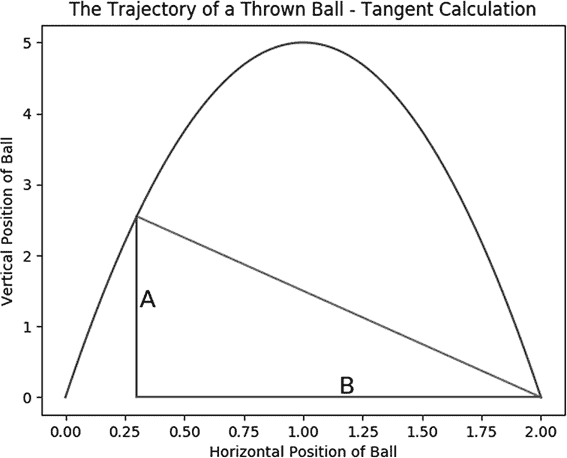 The Trajectory of a Thrown Ball - Tangent Calculation
5
4
3
2
1
0
Vertical Position of Ball
A
B
0.00 0.25 0.50 0.75 1.00 1.25 1.50 1.75 2.00
Horizontal Position of Ball